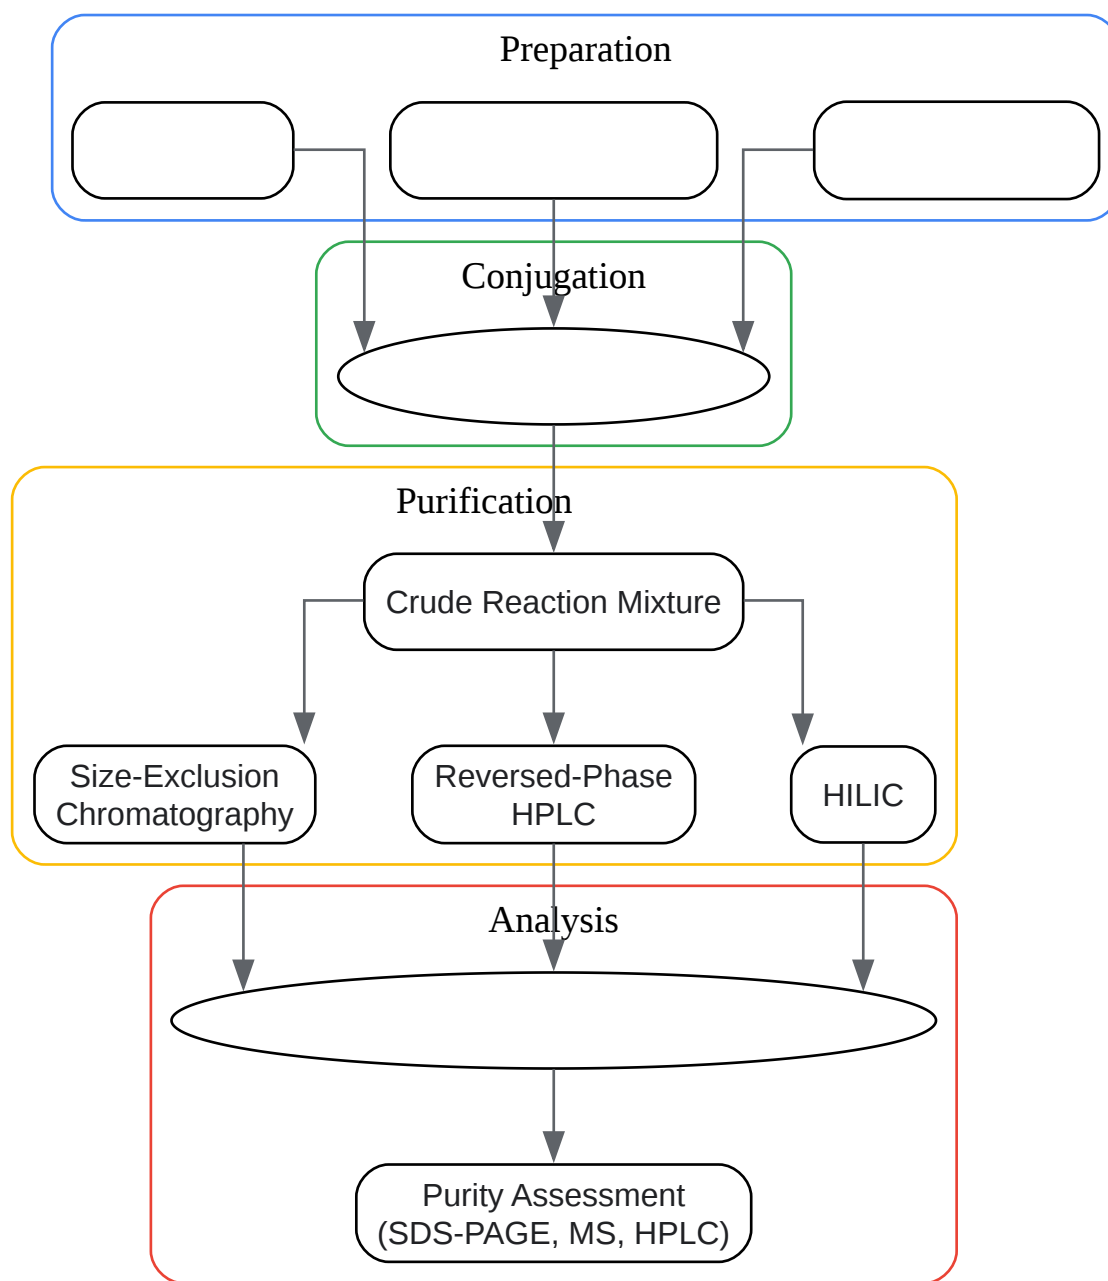 Preparation
Conjugation
Purification
Crude Reaction Mixture
Size-Exclusion
Chromatography
Reversed-Phase
HPLC
HILIC
Analysis
Purity Assessment
(SDS-PAGE, MS, HPLC)